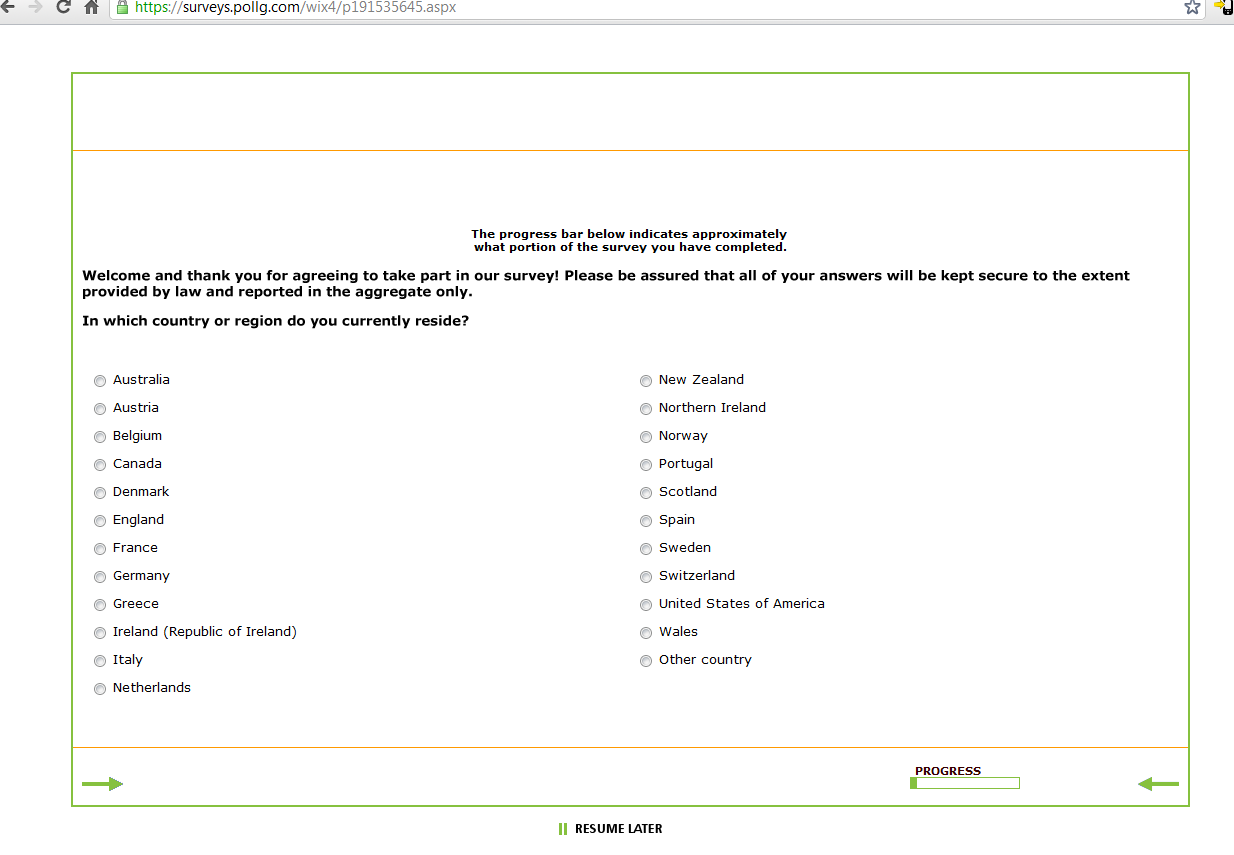 https://surveys.pollg.com/wix4/p191535645.aspx
The progress bar below indicates approximately
what portion of the survey you have completed.
Welcome and thank you for agreeing to take part in our survey! Please be assured that all of your answers will be kept secure to the extent
provided by law and reported in the aggregate only.
In which country or region do you currently reside?
Australia
Austria
Belgium
Canada
Denmark
England
France
Germany
Greece
Ireland (Republic of Ireland)
Italy
Netherlands
New Zealand
Northern Ireland
Norway
Portugal
Scotland
Spain
Sweden
Switzerland
United States of America
Wales
Other country
PROGRESS
RESUME LATER